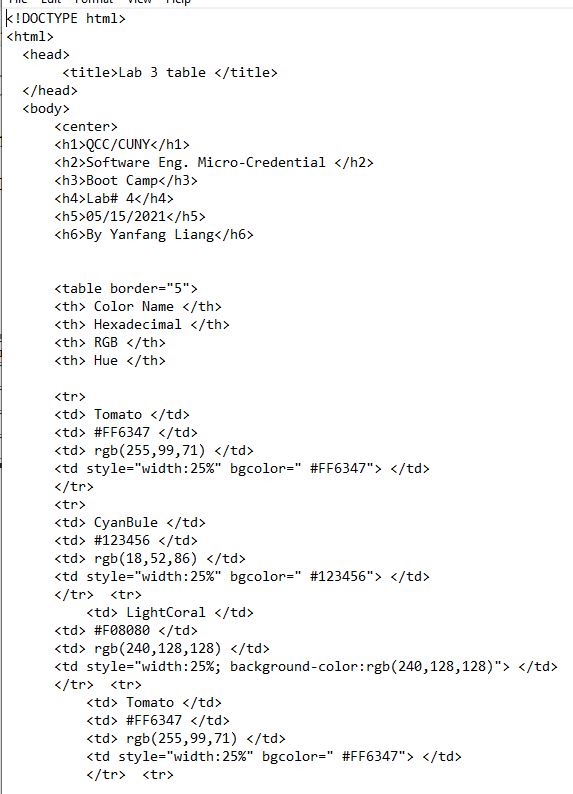 File Edit Format View Help
<!DOCTYPE html>
<html>
<head>
<title>Lab 3 table </title>
</head>
<body>
<center>
<h1>QCC/CUNY</h1>
<h2>Software Eng. Micro-Credential </h2>
<h3>Boot Camp</h3>
<h4>Lab# 4</h4>
<h5>05/15/2021</h5>
<h6>By Yanfang Liang</h6>
<table border="5">
<th> Color Name </th>
<th> Hexadecimal </th>
<th> RGB </th>
<th> Hue </th>
<tr>
<td> Tomato </td>
<td> #FF6347 </td>
<td> rgb(255,99,71) </td>
<td style="width:25%" bgcolor=" #FF6347"> </td>
</tr>
<tr>
<td> CyanBule </td>
<td> #123456 </td>
<td> rgb(18,52,86) </td>
<td style="width:25%" bgcolor=" #123456"> </td>
</tr>  <tr>
<td> LightCoral </td>
<td> #F08080 </td>
<td> rgb(240,128,128) </td>
<td style="width:25%; background-color:rgb(240,128,128)"> </td>
</tr>  <tr>
<td> Tomato </td>
<td> #FF6347 </td>
<td> rgb(255,99,71) </td>
<td style="width:25%" bgcolor=" #FF6347"> </td>
</tr>  <tr>